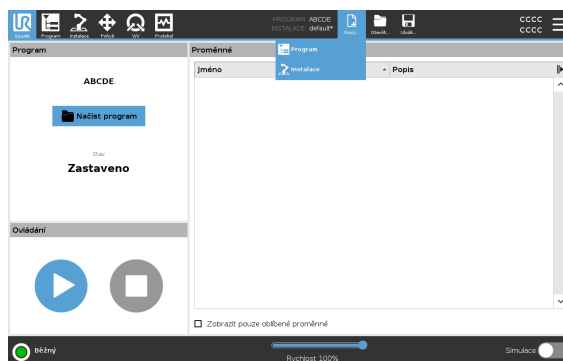 PROGRAM ABCDE
INSTALACE default*
cccc
cccc
Spustit Program Instalace Pohyb V/V Protokol
Nový... Otevřít... Uložit...
Program
Proměnné
Program
Instalace
Jméno Popis
ABCDE
Načíst program
Stav
Zastaveno
Ovládání
Zobrazit pouze oblíbené proměnné
Běžný
Rychlost 100%
Simulace